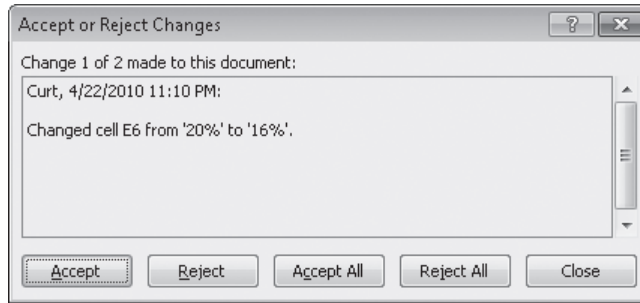 Accept or Reject Changes
Change 1 of 2 made to this document:
Curt, 4/22/2010 11:10 PM:
Changed cell E6 from '20%' to '16%'.
Accept Reject Accept All Reject All Close